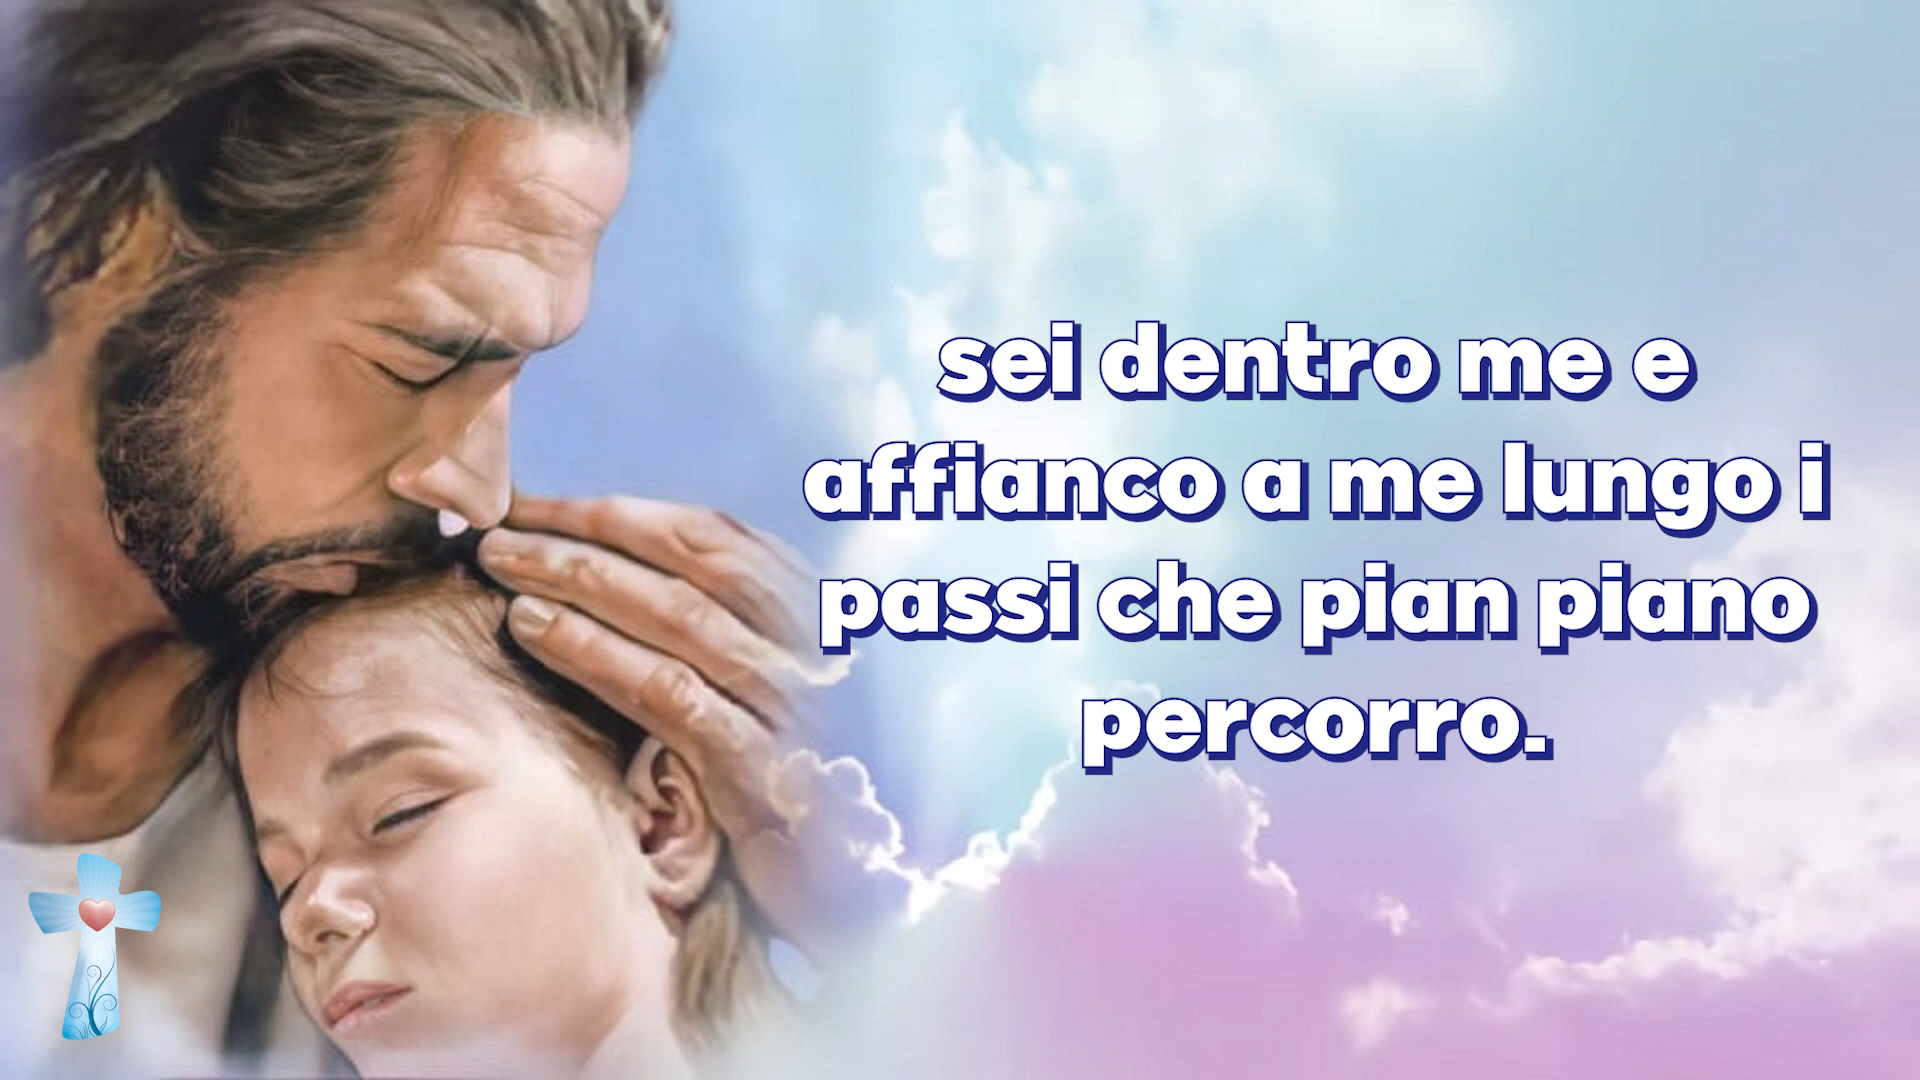 sei dentro me e
affianco a me lungo i
passi che pian piano
percorro.